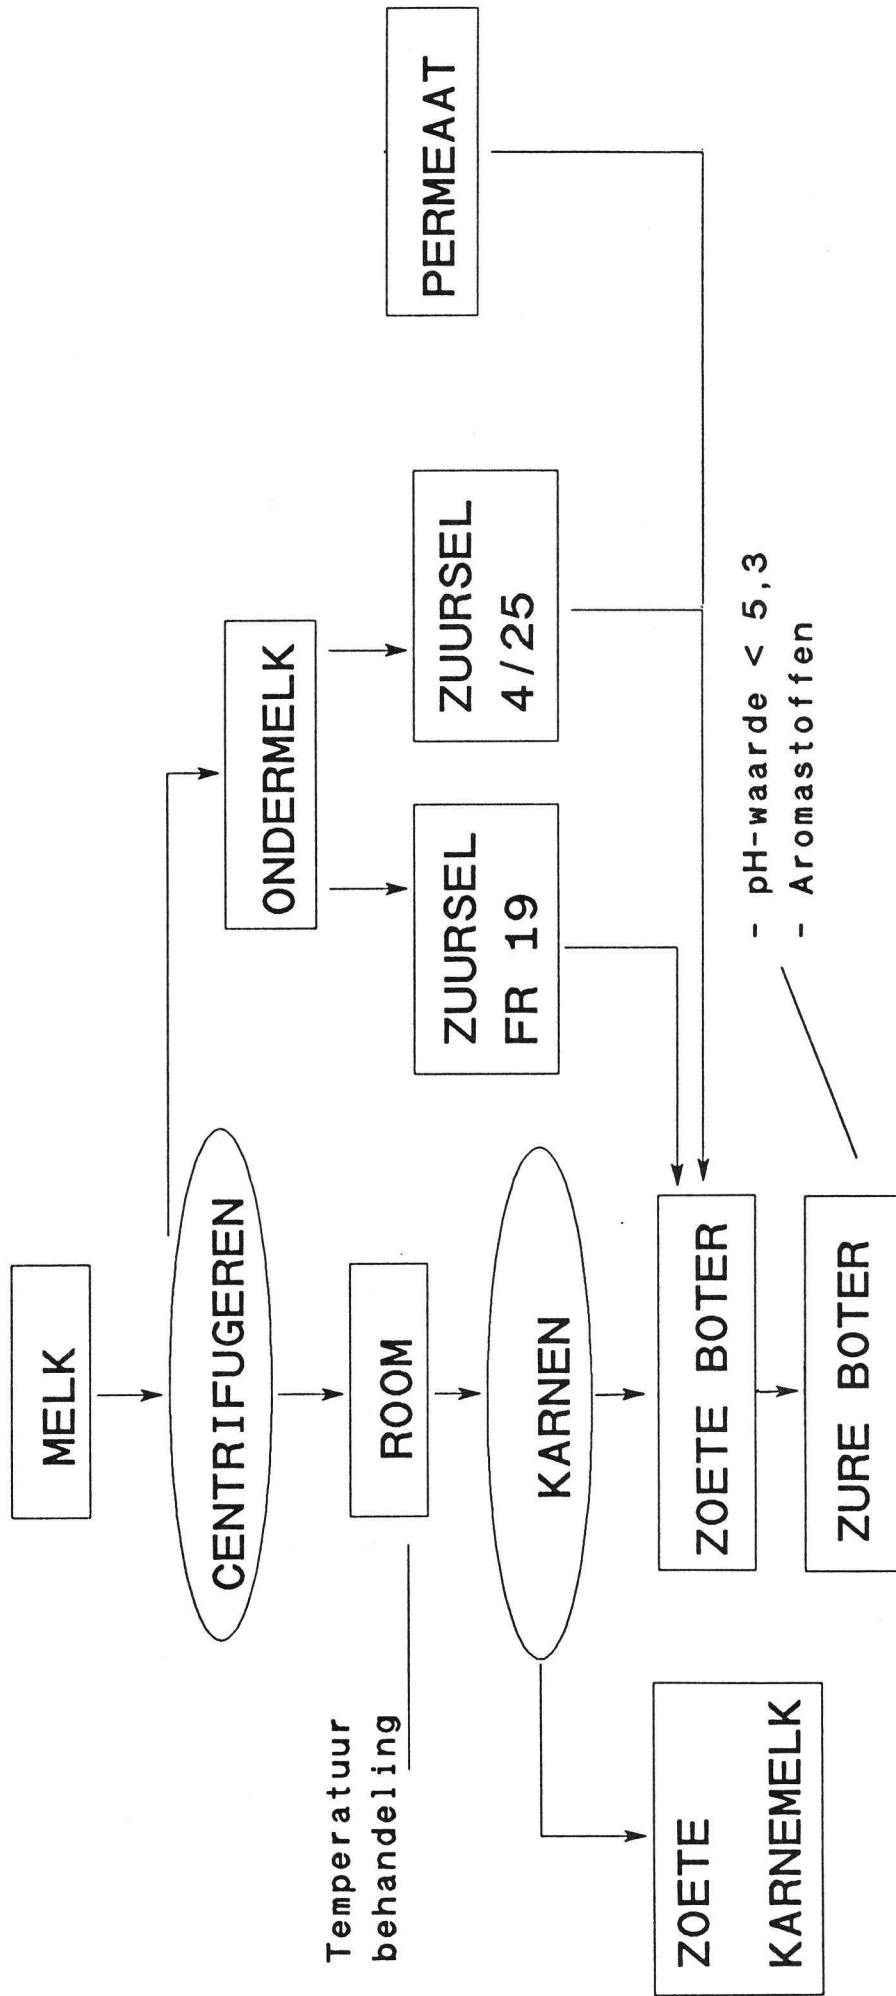 MELK
CENTRIFUGEREN
ONDERMELK
Temperatuur
behandeling
ROOM
ZUURSEL
FR 19
ZUURSEL
4/25
PERMEAAT
KARNEN
ZOETE
KARNEMELK
ZOETE BOTER
- pH-waarde < 5,3
- Aromastoffen
ZURE BOTER